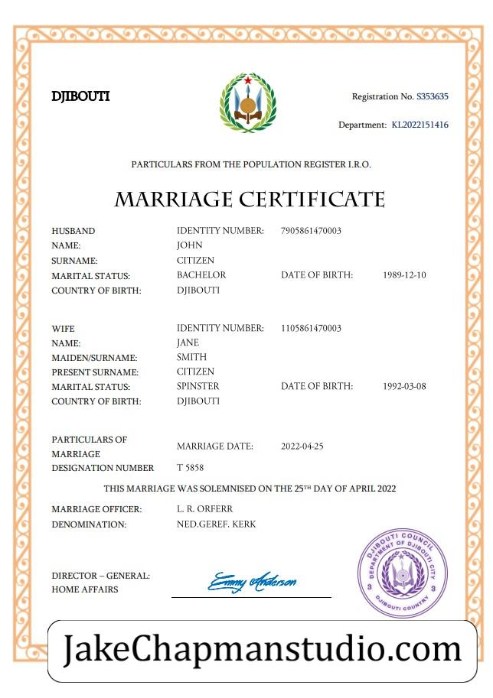 DJIBOUTI
Registration No. S353635
Department: KL2022151416
PARTICULARS FROM THE POPULATION REGISTER I.R.O.
MARRIAGE CERTIFICATE
HUSBAND IDENTITY NUMBER: 7905861470003
NAME: JOHN
SURNAME: CITIZEN
MARITAL STATUS: BACHELOR DATE OF BIRTH: 1989-12-10
COUNTRY OF BIRTH: DJIBOUTI
WIFE IDENTITY NUMBER: 1105861470003
NAME: JANE
MAIDEN/SURNAME: SMITH
PRESENT SURNAME: CITIZEN
MARITAL STATUS: SPINSTER DATE OF BIRTH: 1992-03-08
COUNTRY OF BIRTH: DJIBOUTI
PARTICULARS OF
MARRIAGE MARRIAGE DATE: 2022-04-25
DESIGNATION NUMBER T 5858
THIS MARRIAGE WAS SOLEMNISED ON THE 25TH DAY OF APRIL 2022
MARRIAGE OFFICER: L. R. ORFERR
DENOMINATION: NED.GEREF. KERK
DJIBOUTI COUNCIL
DEPARTMENT OF DJIBOUTI CITY
DJIBOUTI COUNTRY
DIRECTOR – GENERAL:
HOME AFFAIRS
Emmy Anderson
JakeChapmanstudio.com